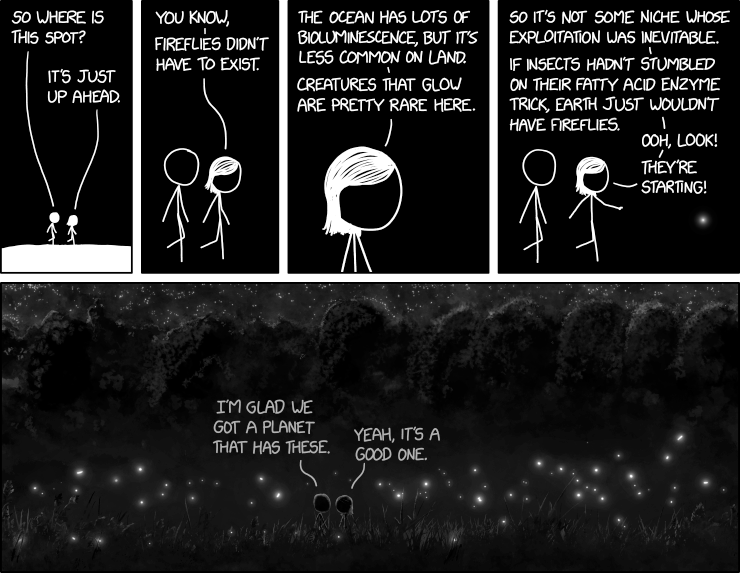 SO WHERE IS
THIS SPOT?
IT'S JUST
UP AHEAD.
YOU KNOW,
FIREFLIES DIDN'T
HAVE TO EXIST.
THE OCEAN HAS LOTS OF
BIOLUMINESCENCE, BUT IT'S
LESS COMMON ON LAND.
CREATURES THAT GLOW
ARE PRETTY RARE HERE.
SO IT'S NOT SOME NICHE WHOSE
EXPLOITATION WAS INEVITABLE.
IF INSECTS HADN'T STUMBLED
ON THEIR FATTY ACID ENZYME
TRICK, EARTH JUST WOULDN'T
HAVE FIREFLIES.
OOH, LOOK!
THEY'RE
STARTING!
I'M GLAD WE
GOT A PLANET
THAT HAS THESE.
YEAH, IT'S A
GOOD ONE.